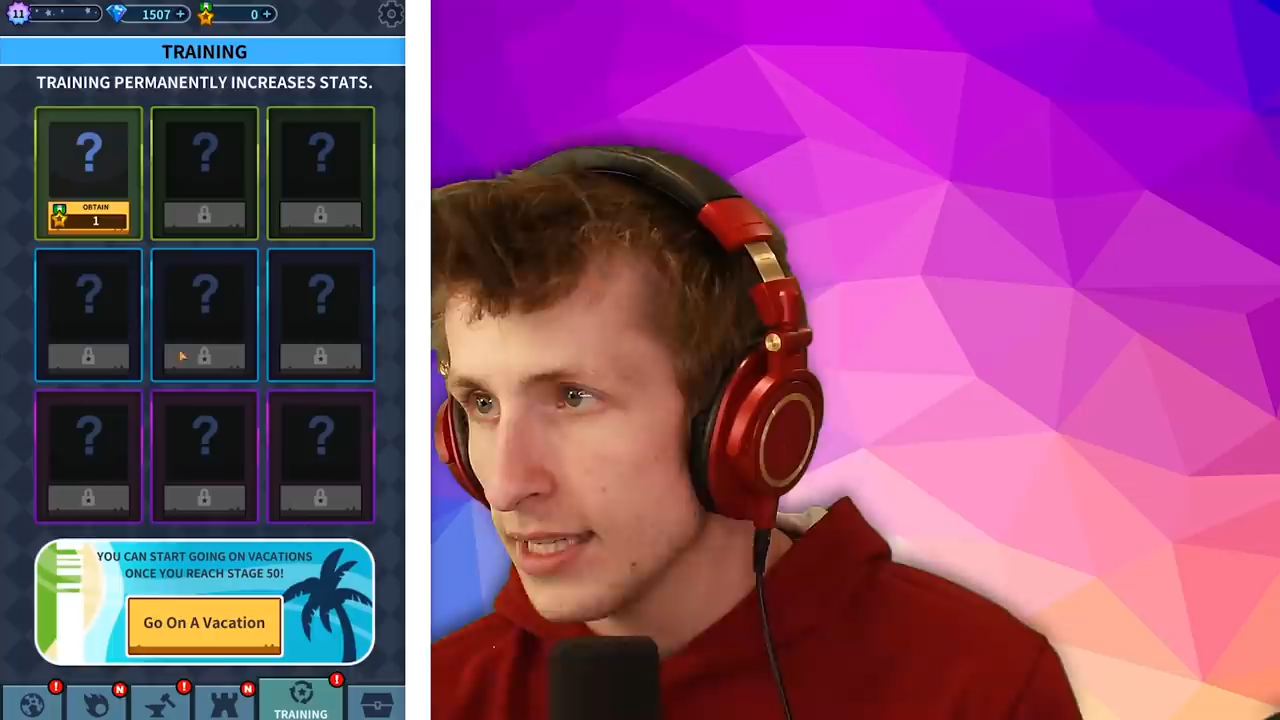 11 1507 + 0 +
TRAINING
TRAINING PERMANENTLY INCREASES STATS.
? ? ?
OBTAIN
1
? ? ?
? ? ?
YOU CAN START GOING ON VACATIONS
ONCE YOU REACH STAGE 50!
Go On A Vacation
! N ! N !
TRAINING